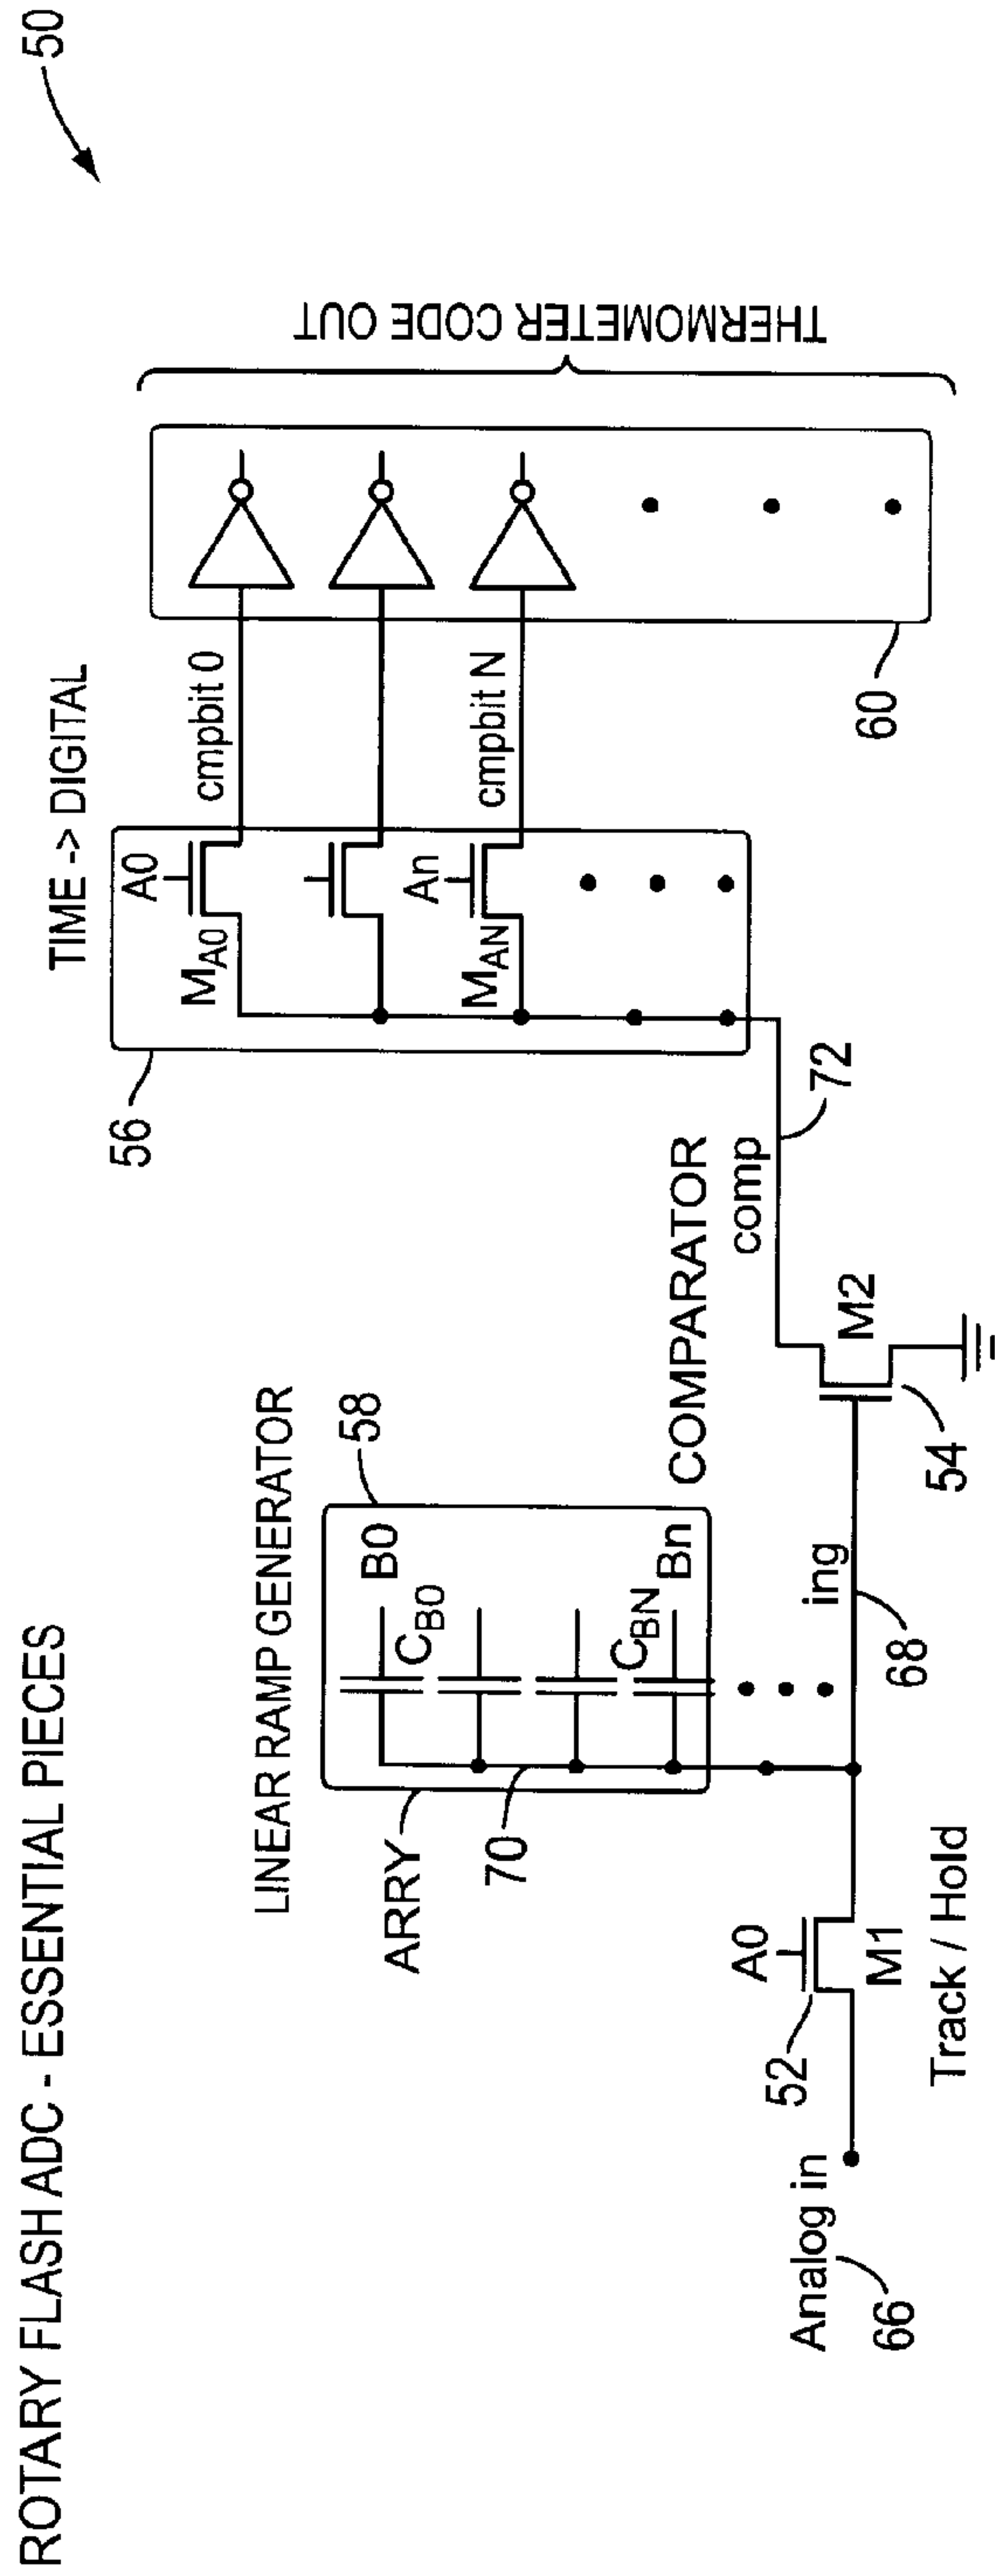 ROTARY FLASH ADC - ESSENTIAL PIECES
50
TIME -> DIGITAL
56
A0
M_A0
cmpbit 0
An
M_AN
cmpbit N
60
THERMOMETER CODE OUT
LINEAR RAMP GENERATOR
58
ARRY
B0
C_B0
C_BN
Bn
70
COMPARATOR
comp
72
A0
52
M1
Track / Hold
Analog in
66
ing
68
M2
54